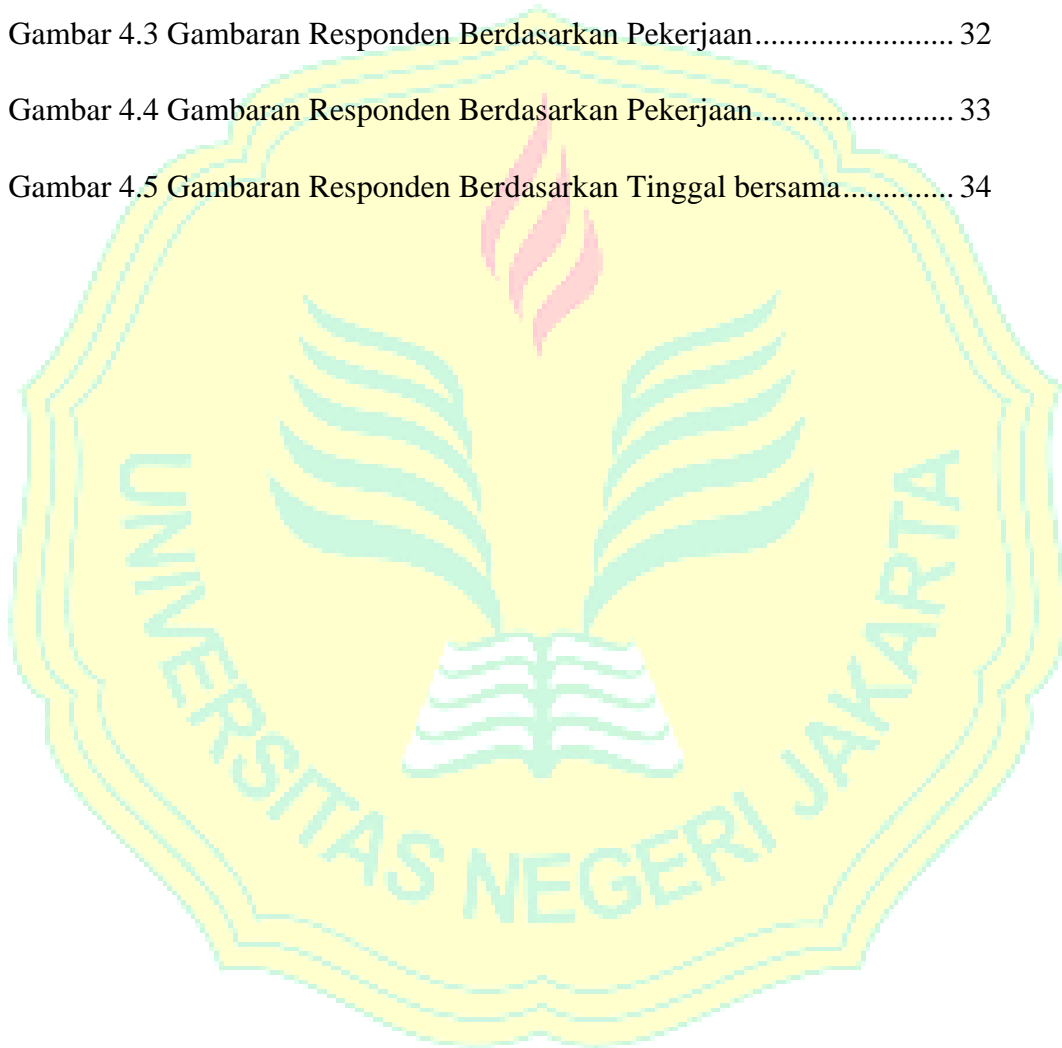 Gambar 4.3 Gambaran Responden Berdasarkan Pekerjaan........................ 32
Gambar 4.4 Gambaran Responden Berdasarkan Pekerjaan........................ 33
Gambar 4.5 Gambaran Responden Berdasarkan Tinggal bersama............. 34
UNIVERSITAS NEGERI JAKARTA